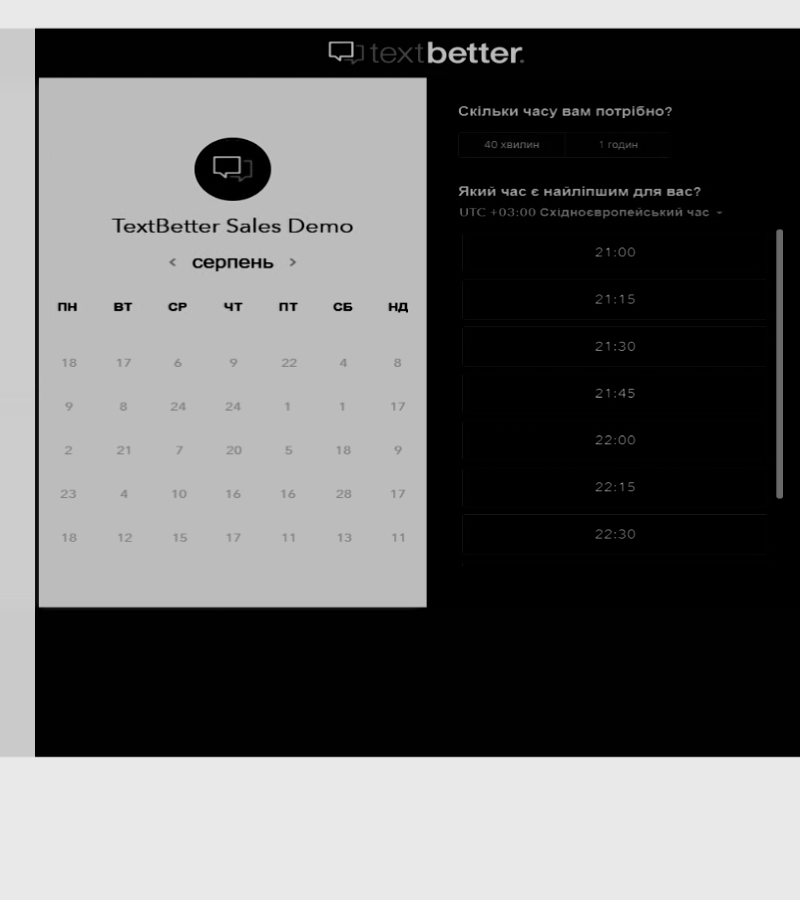 textbetter.
TextBetter Sales Demo
< серпень >
ПН ВТ СР ЧТ ПТ СБ НД
18 17 6 9 22 4 8
9 8 24 24 1 1 17
2 21 7 20 5 18 9
23 4 10 16 16 28 17
18 12 15 17 11 13 11
Скільки часу вам потрібно?
40 хвилин 1 годин
Який час є найліпшим для вас?
UTC +03:00 Східноєвропейський час
21:00
21:15
21:30
21:45
22:00
22:15
22:30